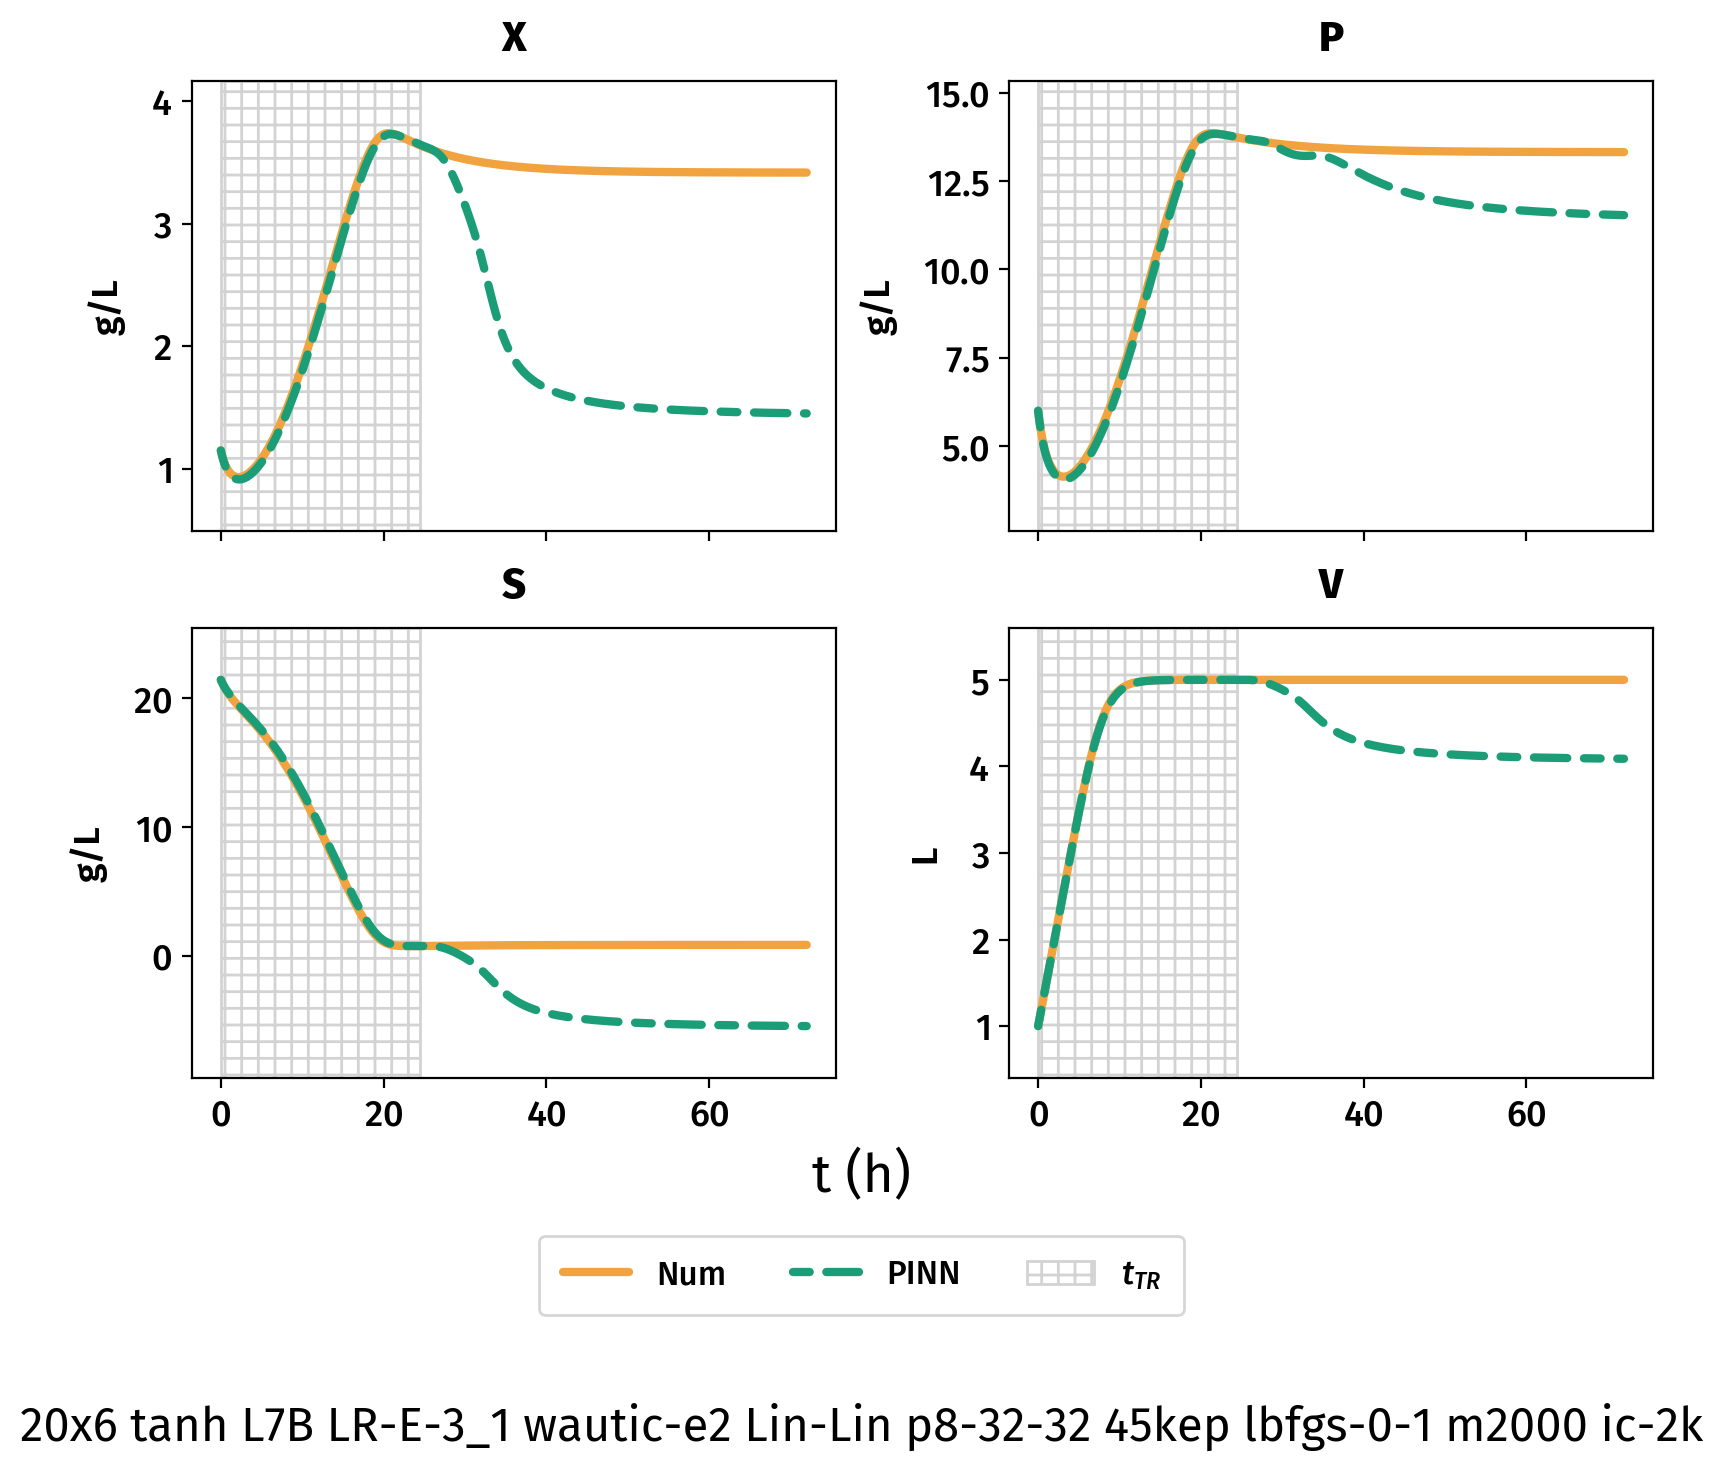 X
P
4
3
2
1
g/L
15.0
12.5
10.0
7.5
5.0
g/L
S
V
20
10
0
g/L
5
4
3
2
1
L
0 20 40 60
0 20 40 60
t (h)
Num PINN tTR
20x6 tanh L7B LR-E-3_1 wautic-e2 Lin-Lin p8-32-32 45kep lbfgs-0-1 m2000 ic-2k